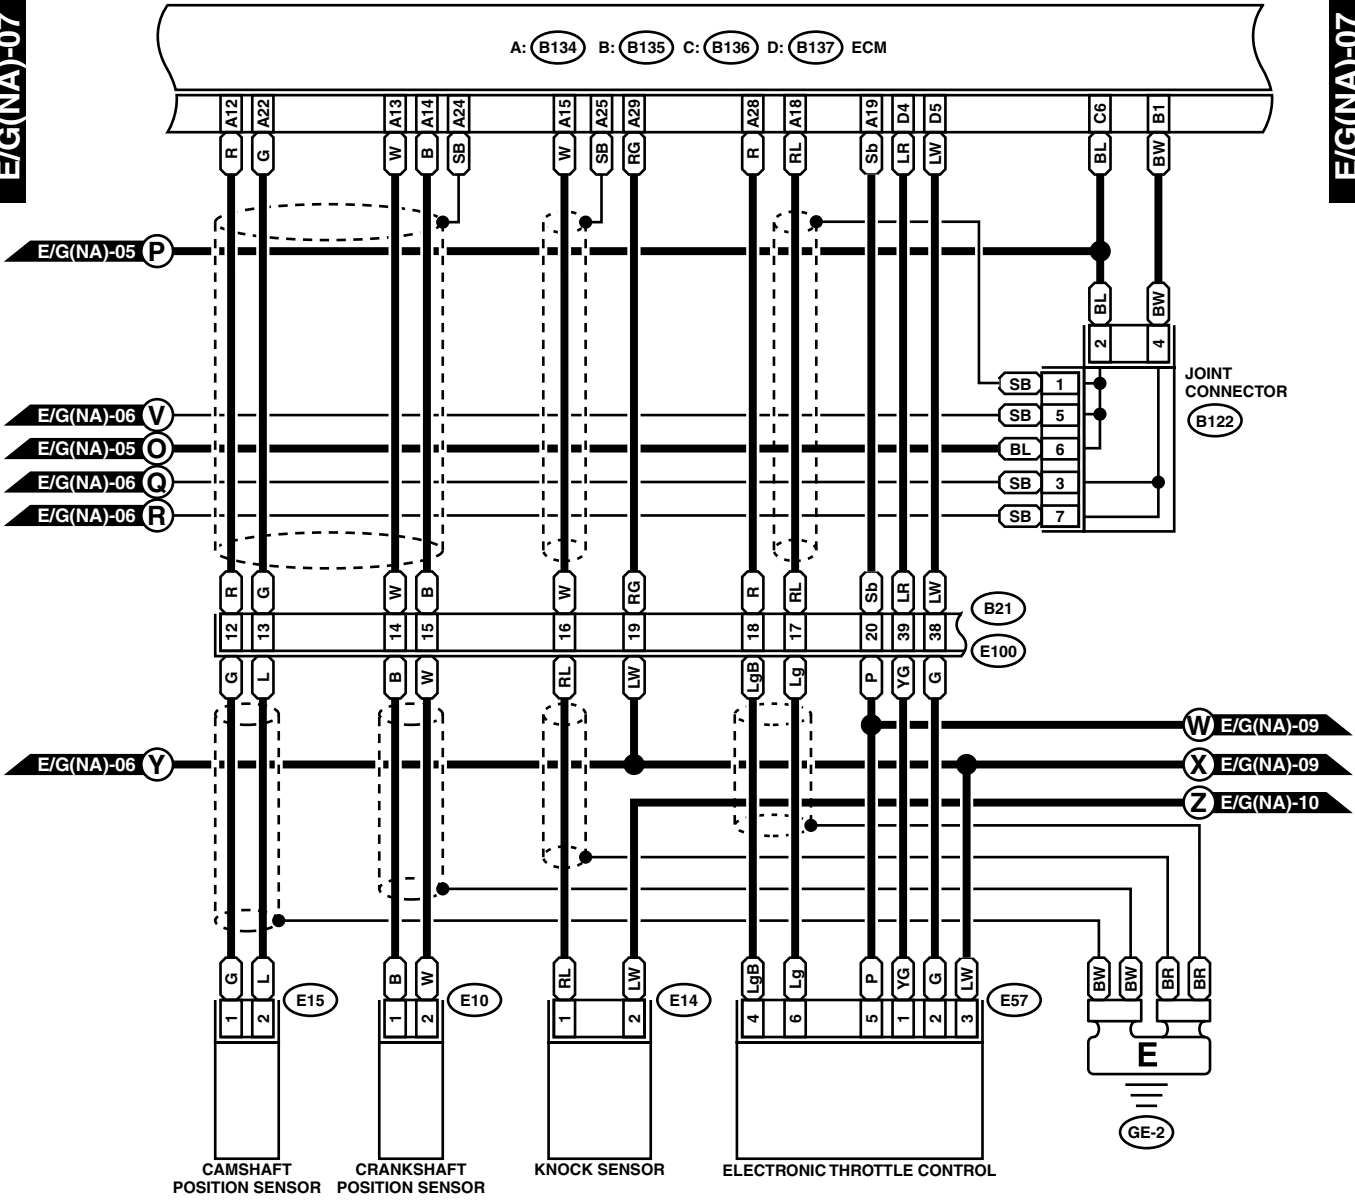 E/G(NA)-07
E/G(NA)-07
A: B134 B: B135 C: B136 D: B137 ECM
A12 A22 A13 A14 A24 A15 A25 A29 A28 A18 A19 D4 D5 C6 B1
R G W B SB W SB RG R RL Sb LR LW BL BW
E/G(NA)-05 P
BL BW
2 4
JOINT
CONNECTOR
B122
SB 1
E/G(NA)-06 V SB 5
E/G(NA)-05 O BL 6
E/G(NA)-06 Q SB 3
E/G(NA)-06 R SB 7
R G W B W RG R RL Sb LR LW
B21
12 13 14 15 16 19 18 17 20 39 38
E100
G L B W RL LW LgB Lg P YG G
W E/G(NA)-09
E/G(NA)-06 Y X E/G(NA)-09
Z E/G(NA)-10
G L B W RL LW LgB Lg P YG G LW BW BW BR BR
E15 E10 E14 E57
1 2 1 2 1 2 4 6 5 1 2 3
E
GE-2
CAMSHAFT
POSITION SENSOR
CRANKSHAFT
POSITION SENSOR
KNOCK SENSOR
ELECTRONIC THROTTLE CONTROL